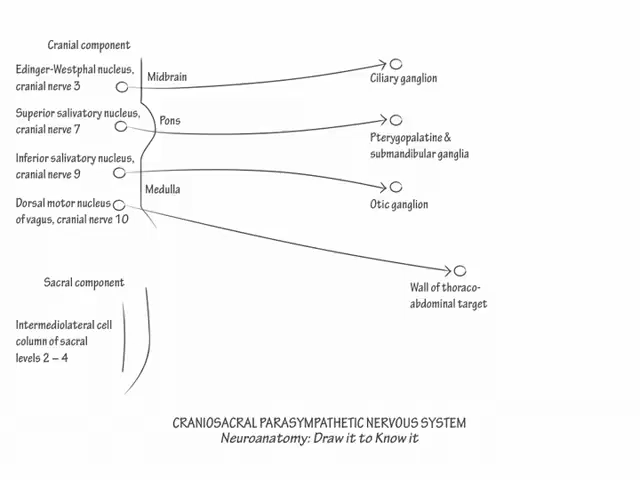 Cranial component
Edinger-Westphal nucleus,
cranial nerve 3
Midbrain
Ciliary ganglion
Superior salivatory nucleus,
cranial nerve 7
Pons
Pterygopalatine &
submandibular ganglia
Inferior salivatory nucleus,
cranial nerve 9
Medulla
Otic ganglion
Dorsal motor nucleus
of vagus, cranial nerve 10
Wall of thoraco-
abdominal target
Sacral component
Intermediolateral cell
column of sacral
levels 2 – 4
CRANIOSACRAL PARASYMPATHETIC NERVOUS SYSTEM
Neuroanatomy: Draw it to Know it